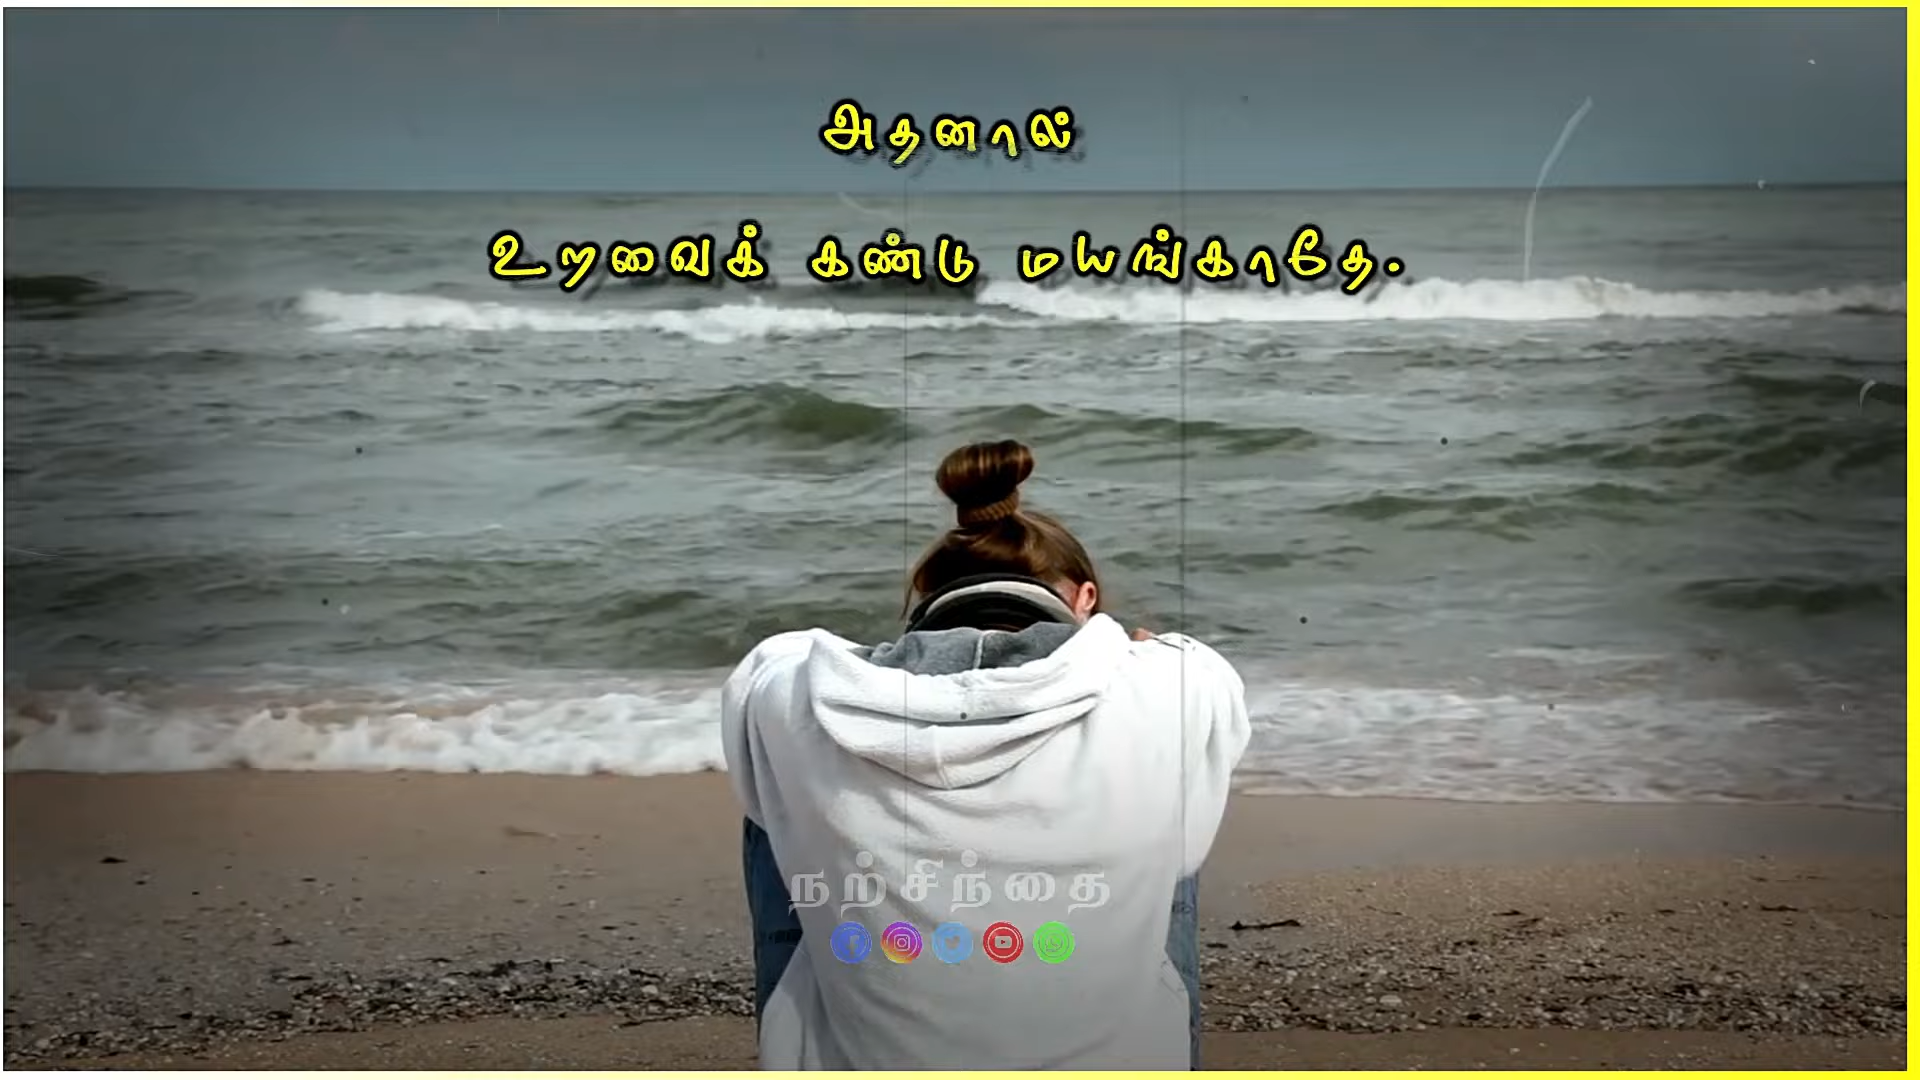 அதனால்
உறவைக் கண்டு மயங்காதே.
நற்சிந்தை